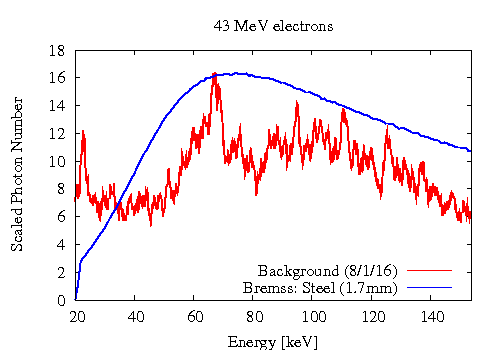 43 MeV electrons
18
16
14
12
10
8
6
4
2
0
Scaled Photon Number
Background (8/1/16)
Bremss: Steel (1.7mm)
20 40 60 80 100 120 140
Energy [keV]